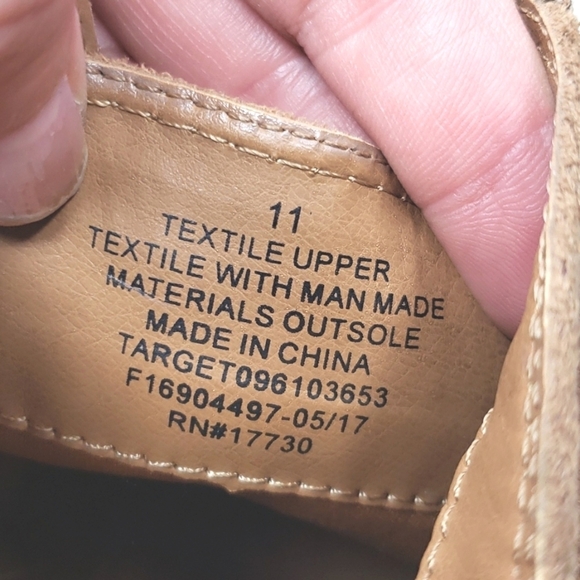 11
TEXTILE UPPER
TEXTILE WITH MAN MADE
MATERIALS OUTSOLE
MADE IN CHINA
TARGET096103653
F16904497-05/17
RN#17730